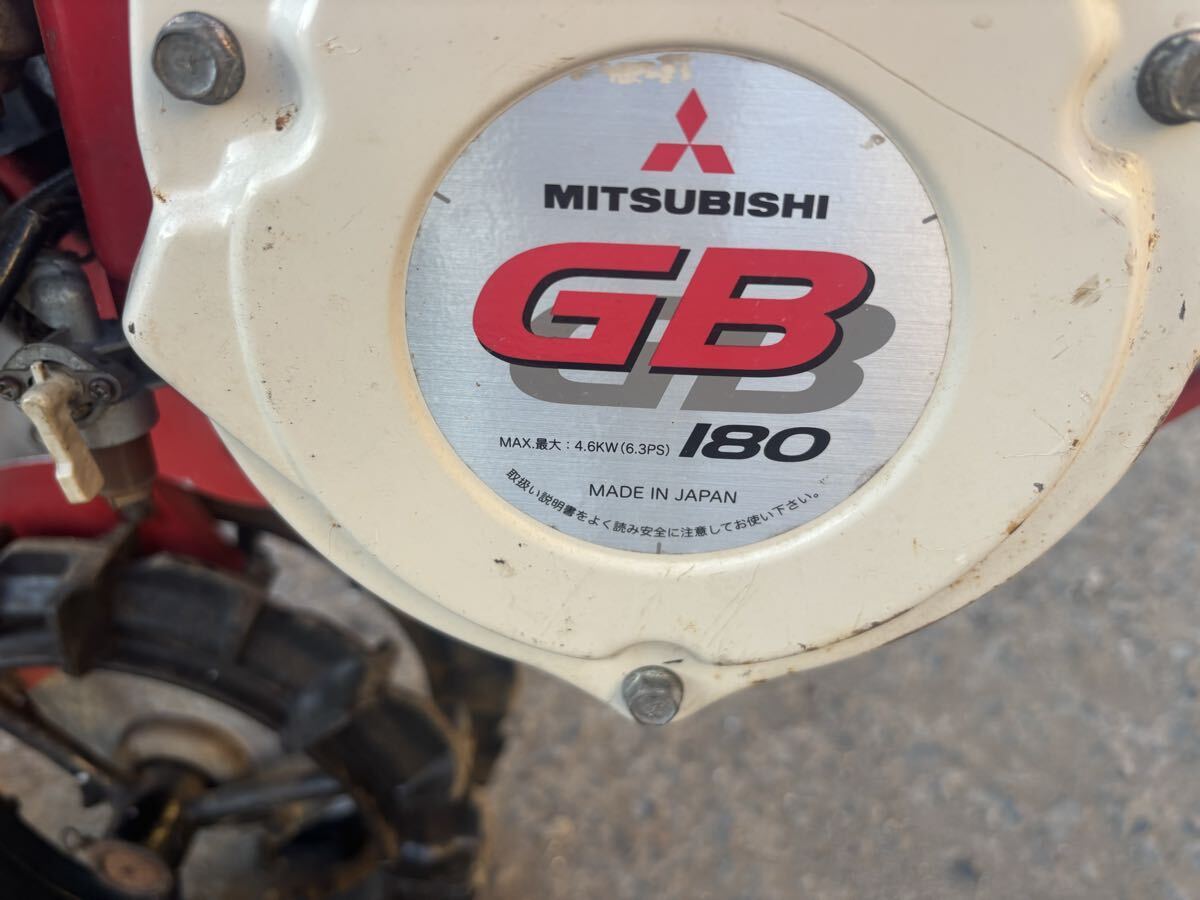 MITSUBISHI
GB
MAX.最大：4.6KW(6.3PS) 180
MADE IN JAPAN
取扱い説明書をよく読み安全に注意してお使い下さい。